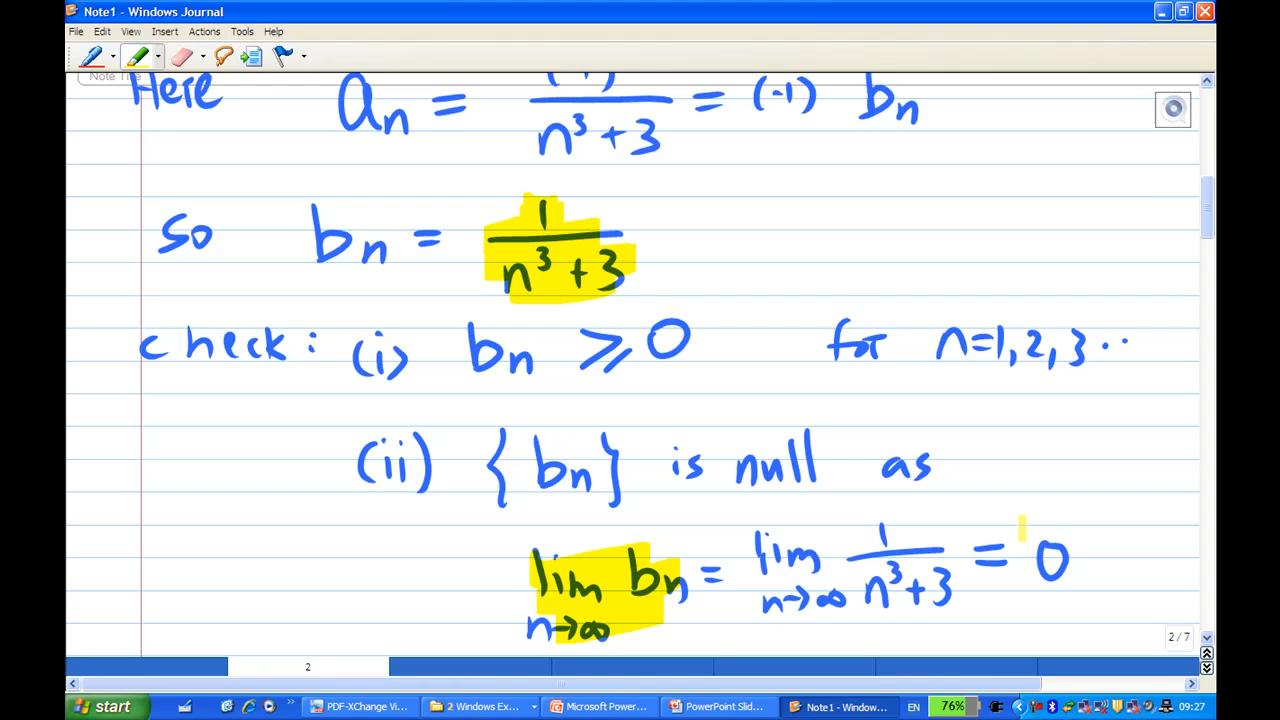 Note1 - Windows Journal
File Edit View Insert Actions Tools Help
Note Title
Here an = (-1) / n³+3 = (-1) bn
so bn = 1 / n³+3
check: (i) bn ⩾ 0 for n=1, 2, 3 ..
(ii) {bn} is null as
lim n→∞ bn = lim n→∞ 1 / n³+3 = 0
2 / 7
2
start PDF-XChange Vi... 2 Windows Ex... Microsoft Power... PowerPoint Slid... Note1 - Window... EN 76% 09:27